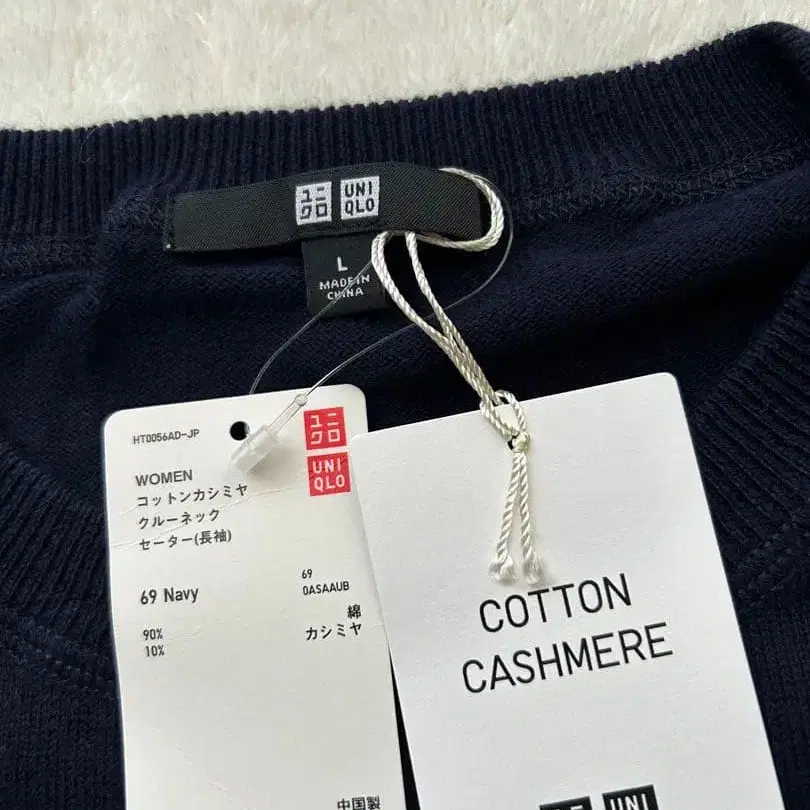 ユニ
クロ
UNI
QLO
L
MADE IN
CHINA
HT0056AD-JP
ユニ
クロ
UNI
QLO
WOMEN
コットンカシミヤ
クルーネック
セーター(長袖)
69 Navy
69
0ASAAUB
90%
綿
10%
カシミヤ
中国製
COTTON
CASHMERE
UNI